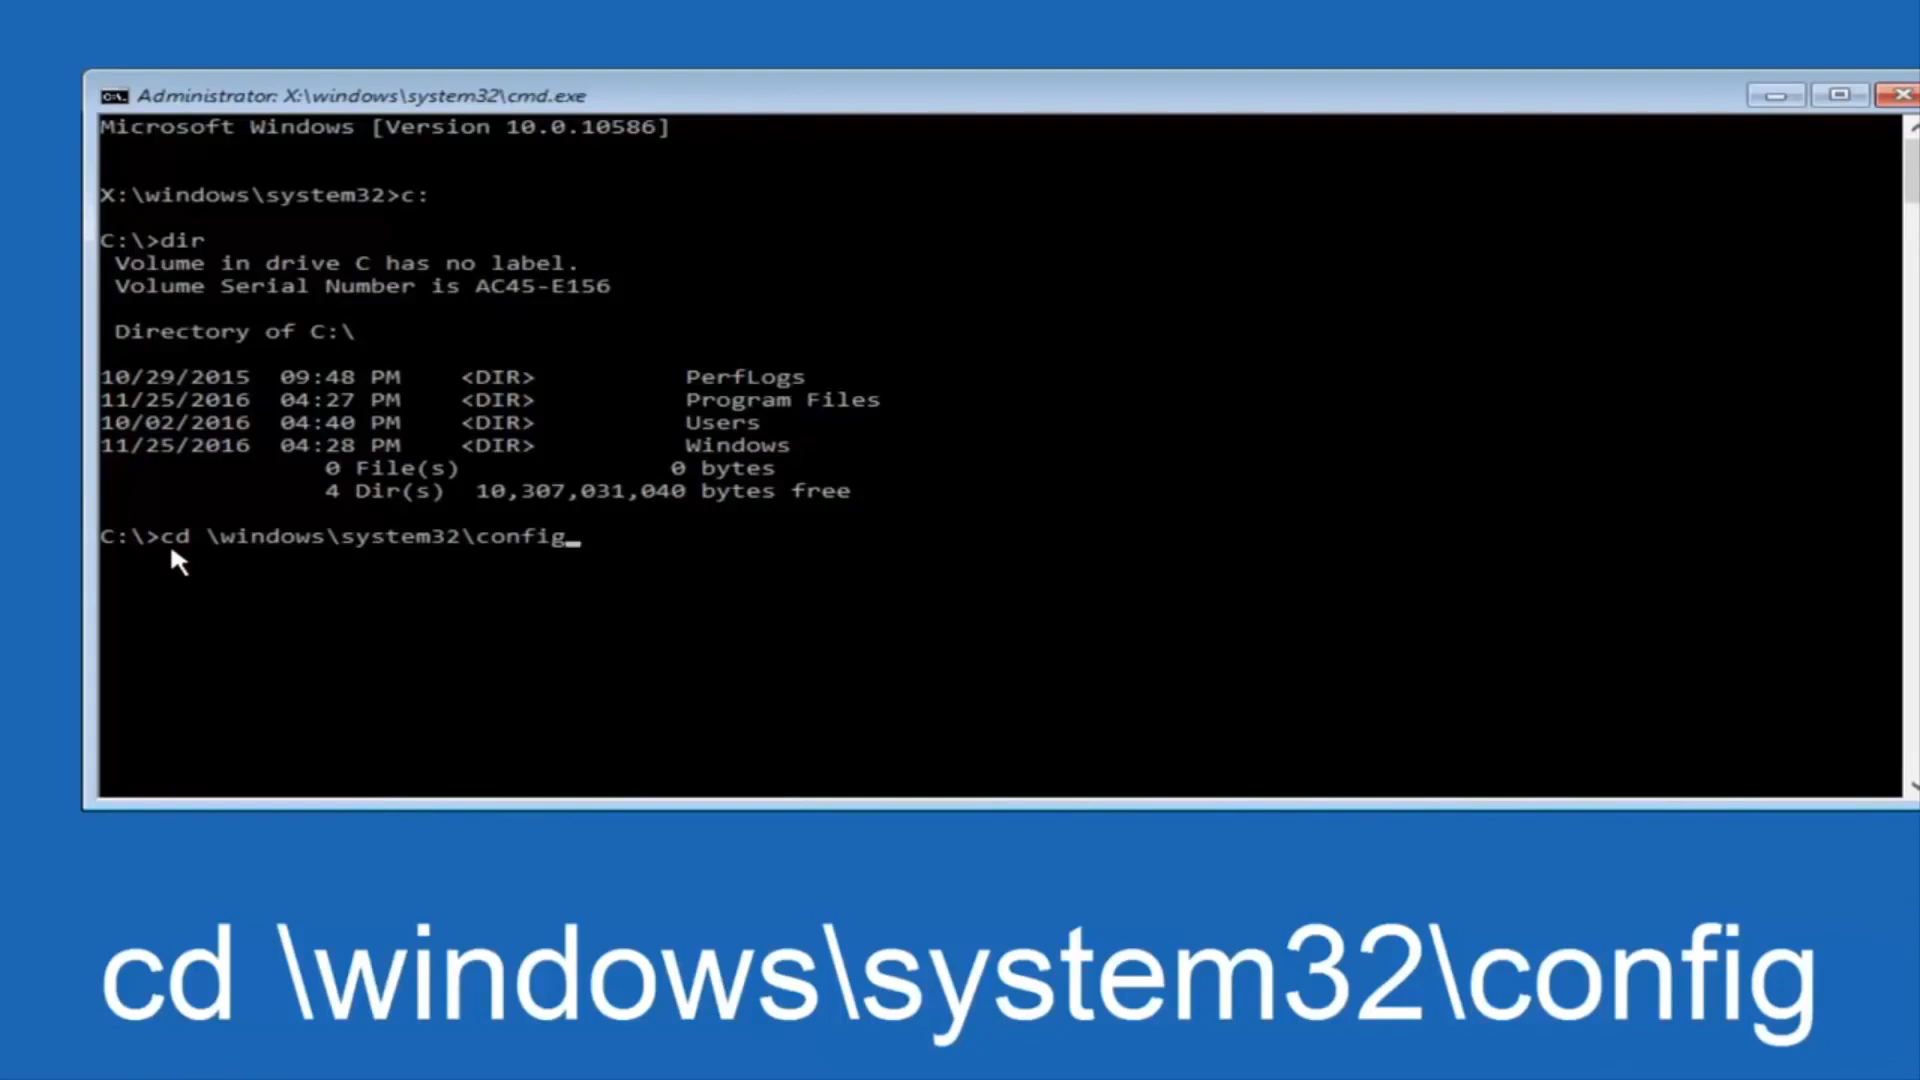 Administrator: X:\windows\system32\cmd.exe
Microsoft Windows [Version 10.0.10586]
X:\windows\system32>c:
C:\>dir
Volume in drive C has no label.
Volume Serial Number is AC45-E156
Directory of C:\
10/29/2015 09:48 PM <DIR> PerfLogs
11/25/2016 04:27 PM <DIR> Program Files
10/02/2016 04:40 PM <DIR> Users
11/25/2016 04:28 PM <DIR> Windows
0 File(s) 0 bytes
4 Dir(s) 10,307,031,040 bytes free
C:\>cd \windows\system32\config_
cd \windows\system32\config